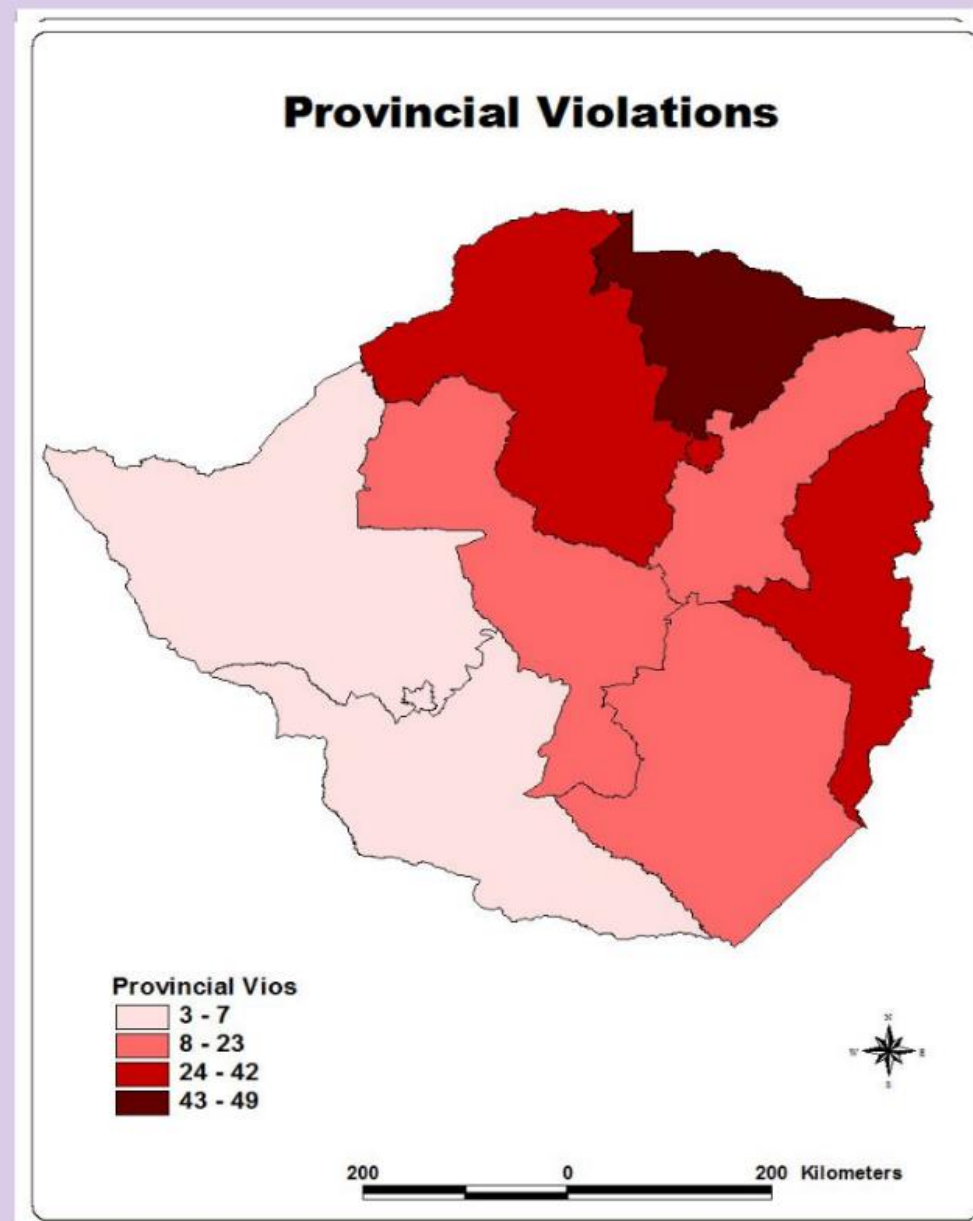 Provincial Violations
Provincial Vios
3 - 7
8 - 23
24 - 42
43 - 49
N
W E
S
200 0 200 Kilometers